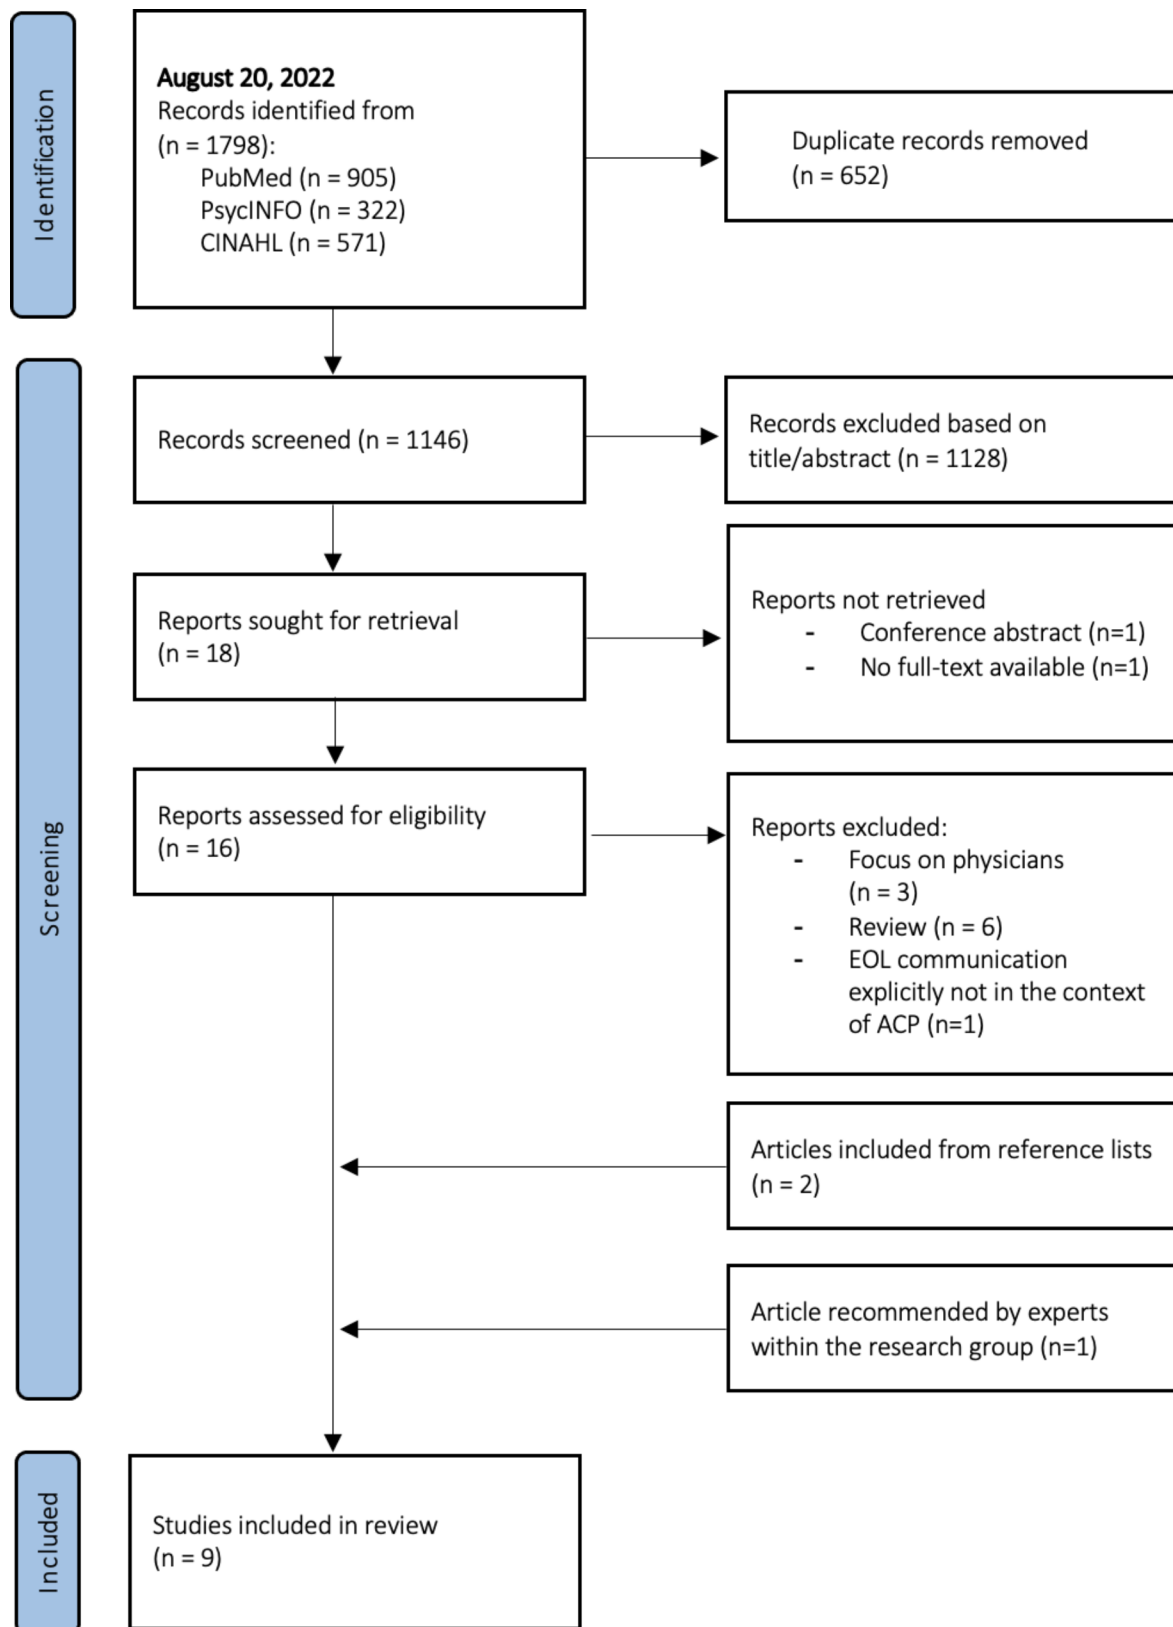 Identification
August 20, 2022
Records identified from
(n = 1798):
PubMed (n = 905)
PsycINFO (n = 322)
CINAHL (n = 571)
Duplicate records removed
(n = 652)
Screening
Records screened (n = 1146)
Records excluded based on
title/abstract (n = 1128)
Reports sought for retrieval
(n = 18)
Reports not retrieved
- Conference abstract (n=1)
- No full-text available (n=1)
Reports assessed for eligibility
(n = 16)
Reports excluded:
- Focus on physicians
(n = 3)
- Review (n = 6)
- EOL communication
explicitly not in the context
of ACP (n=1)
Articles included from reference lists
(n = 2)
Article recommended by experts
within the research group (n=1)
Included
Studies included in review
(n = 9)